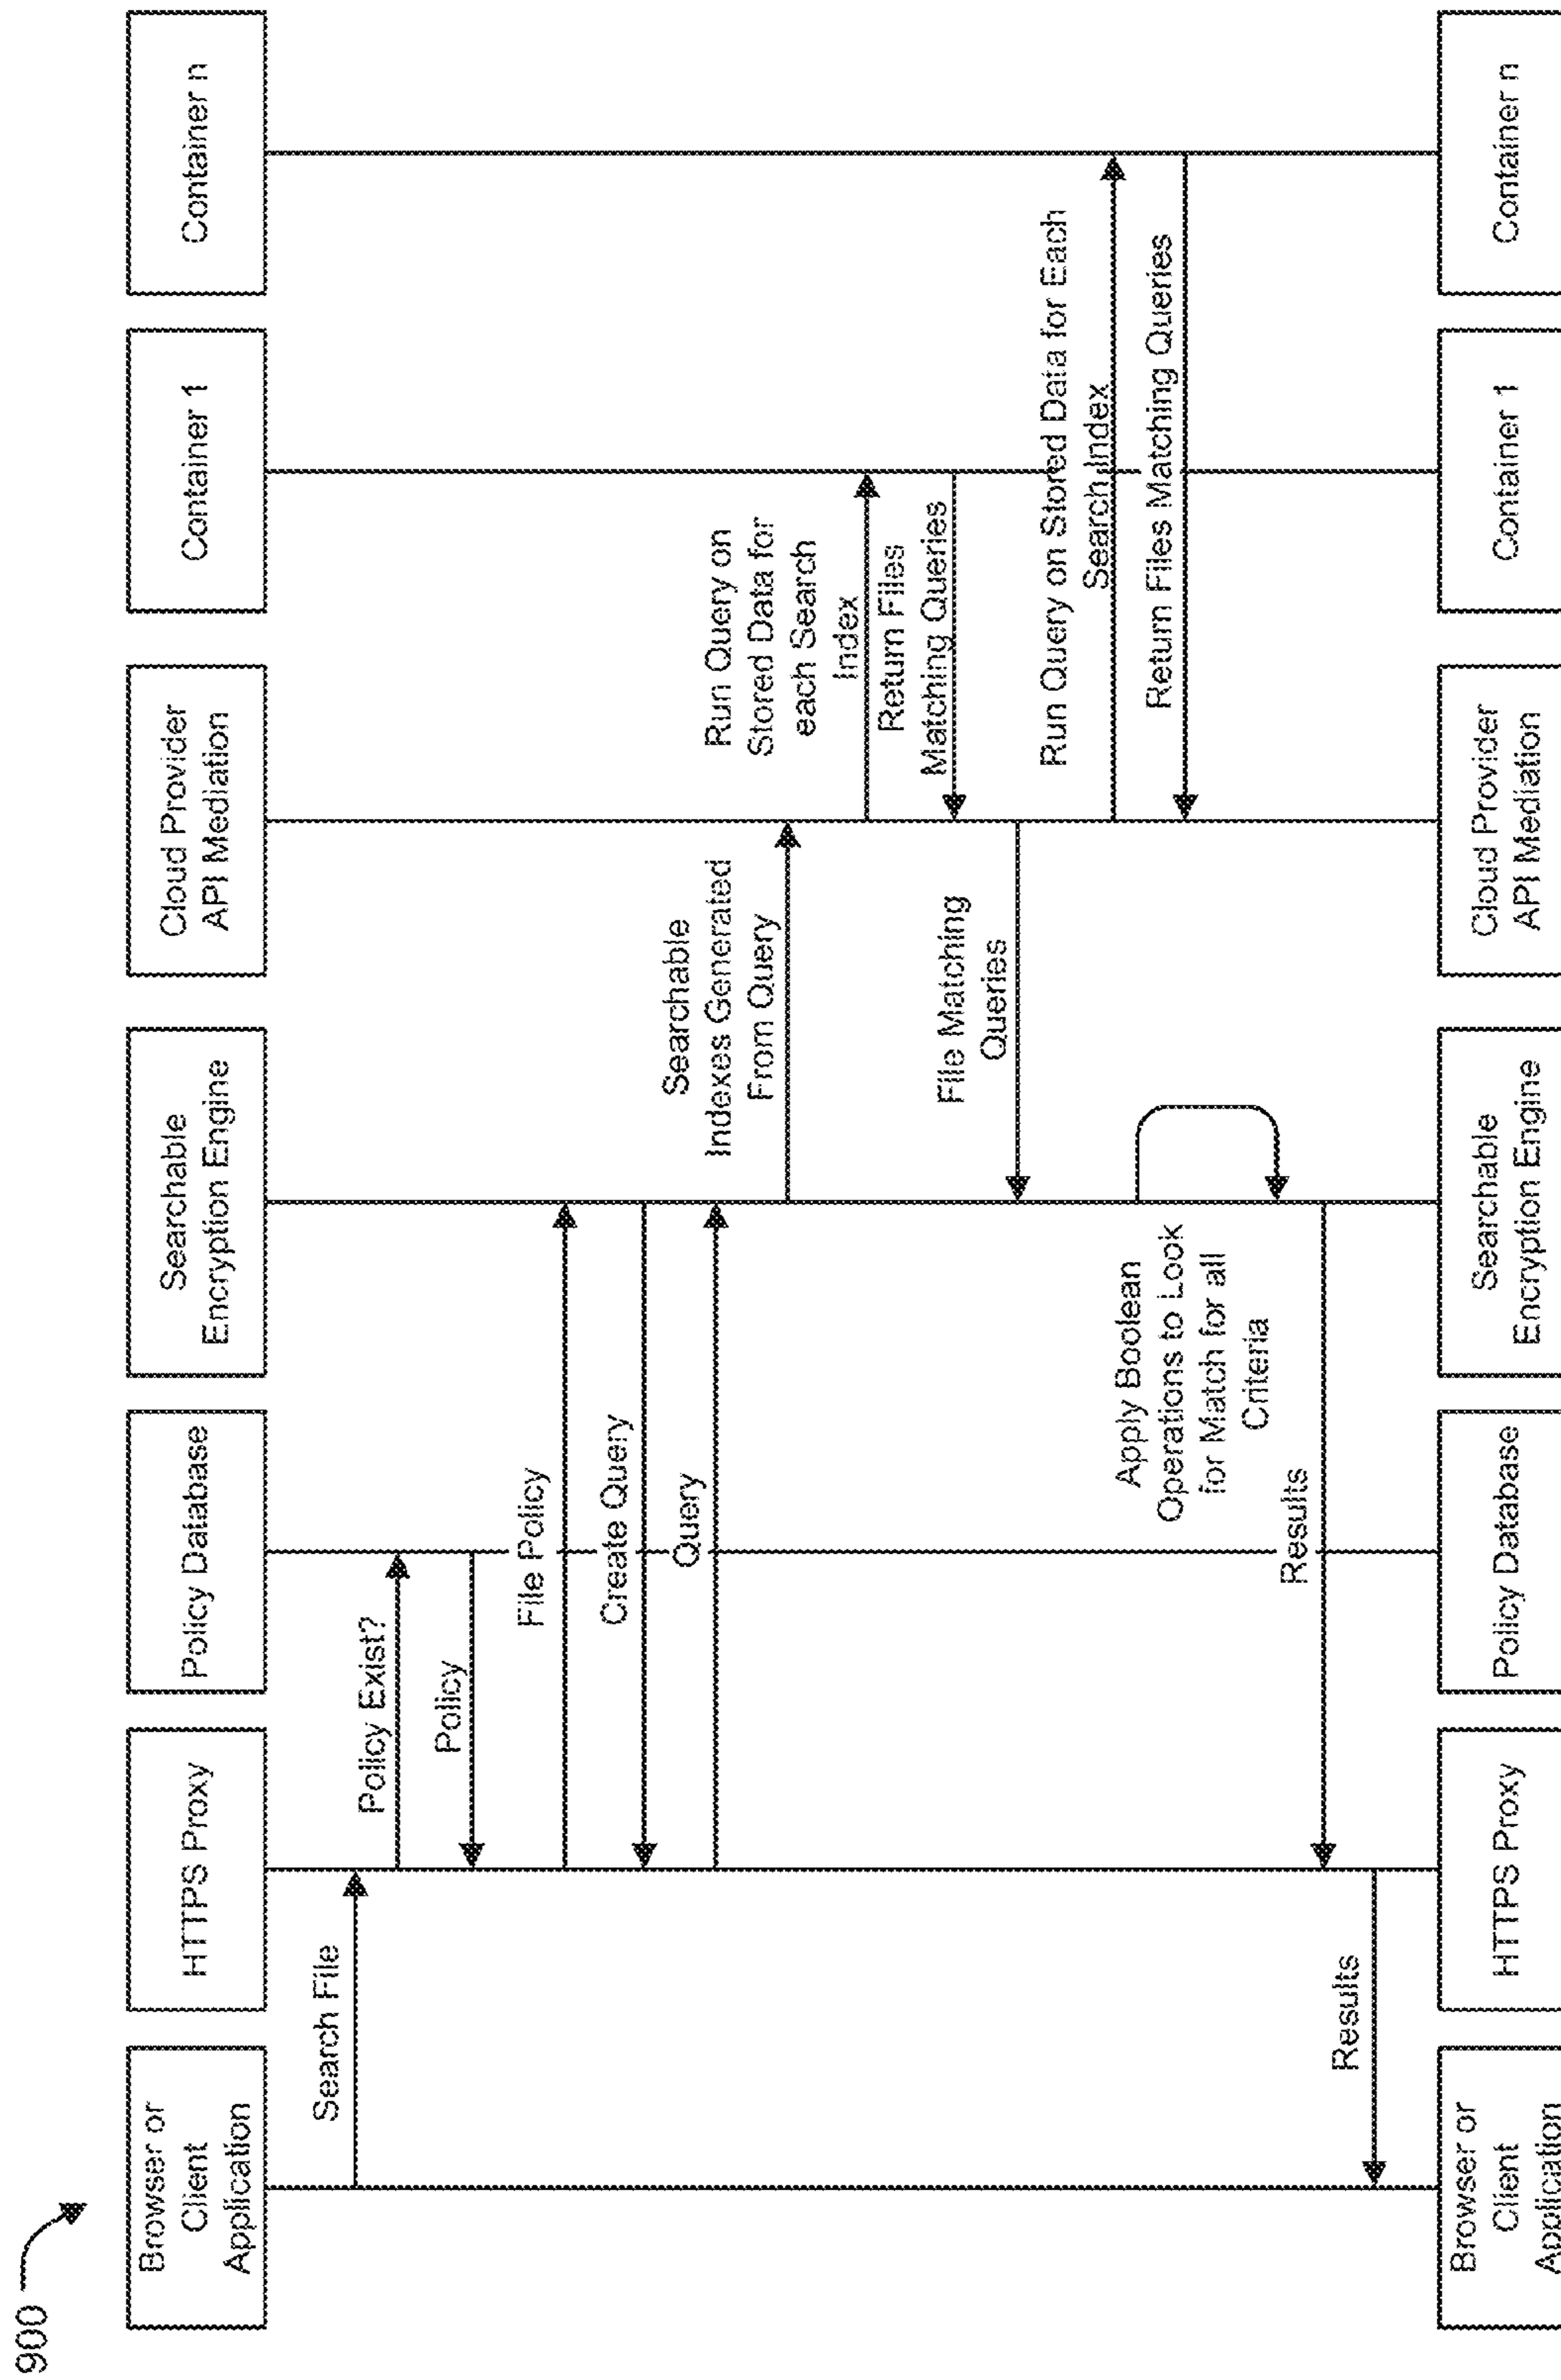 900
Browser or
Client
Application
HTTPS Proxy
Policy Database
Searchable
Encryption Engine
Cloud Provider
API Mediation
Container 1
Container n
Search File
Policy Exist?
Policy
File Policy
Create Query
Query
Searchable
Indexes Generated
From Query
Run Query on
Stored Data for
each Search
Index
Return Files
Matching Queries
File Matching
Queries
Run Query on Stored Data for Each
Search Index
Return Files Matching Queries
Apply Boolean
Operations to Look
for Match for all
Criteria
Results
Results
Browser or
Client
Application
HTTPS Proxy
Policy Database
Searchable
Encryption Engine
Cloud Provider
API Mediation
Container 1
Container n